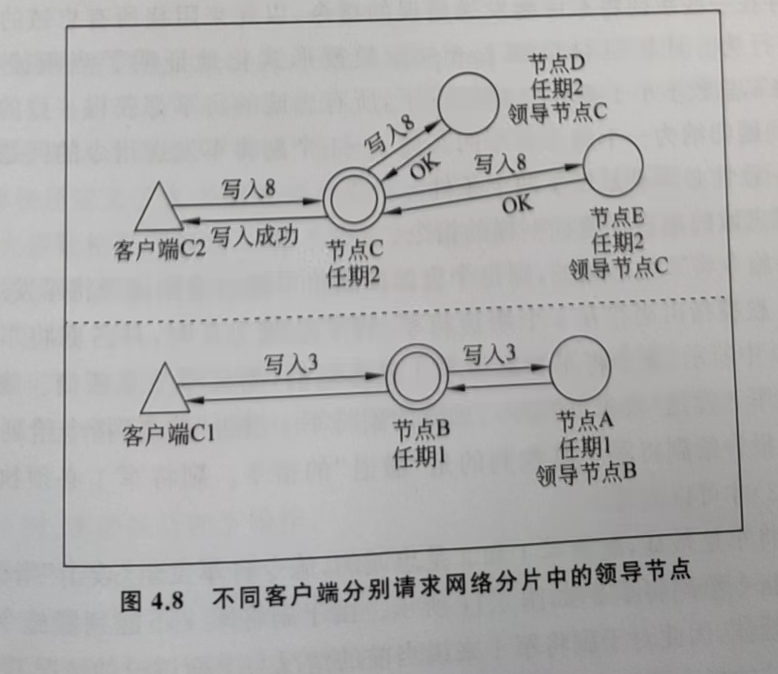 节点D
任期2
领导节点C
写入8
OK
写入8
OK
节点E
任期2
领导节点C
写入8
写入成功
客户端C2
节点C
任期2
写入3
写入3
客户端C1
节点B
任期1
节点A
任期1
领导节点B
图 4.8 不同客户端分别请求网络分片中的领导节点